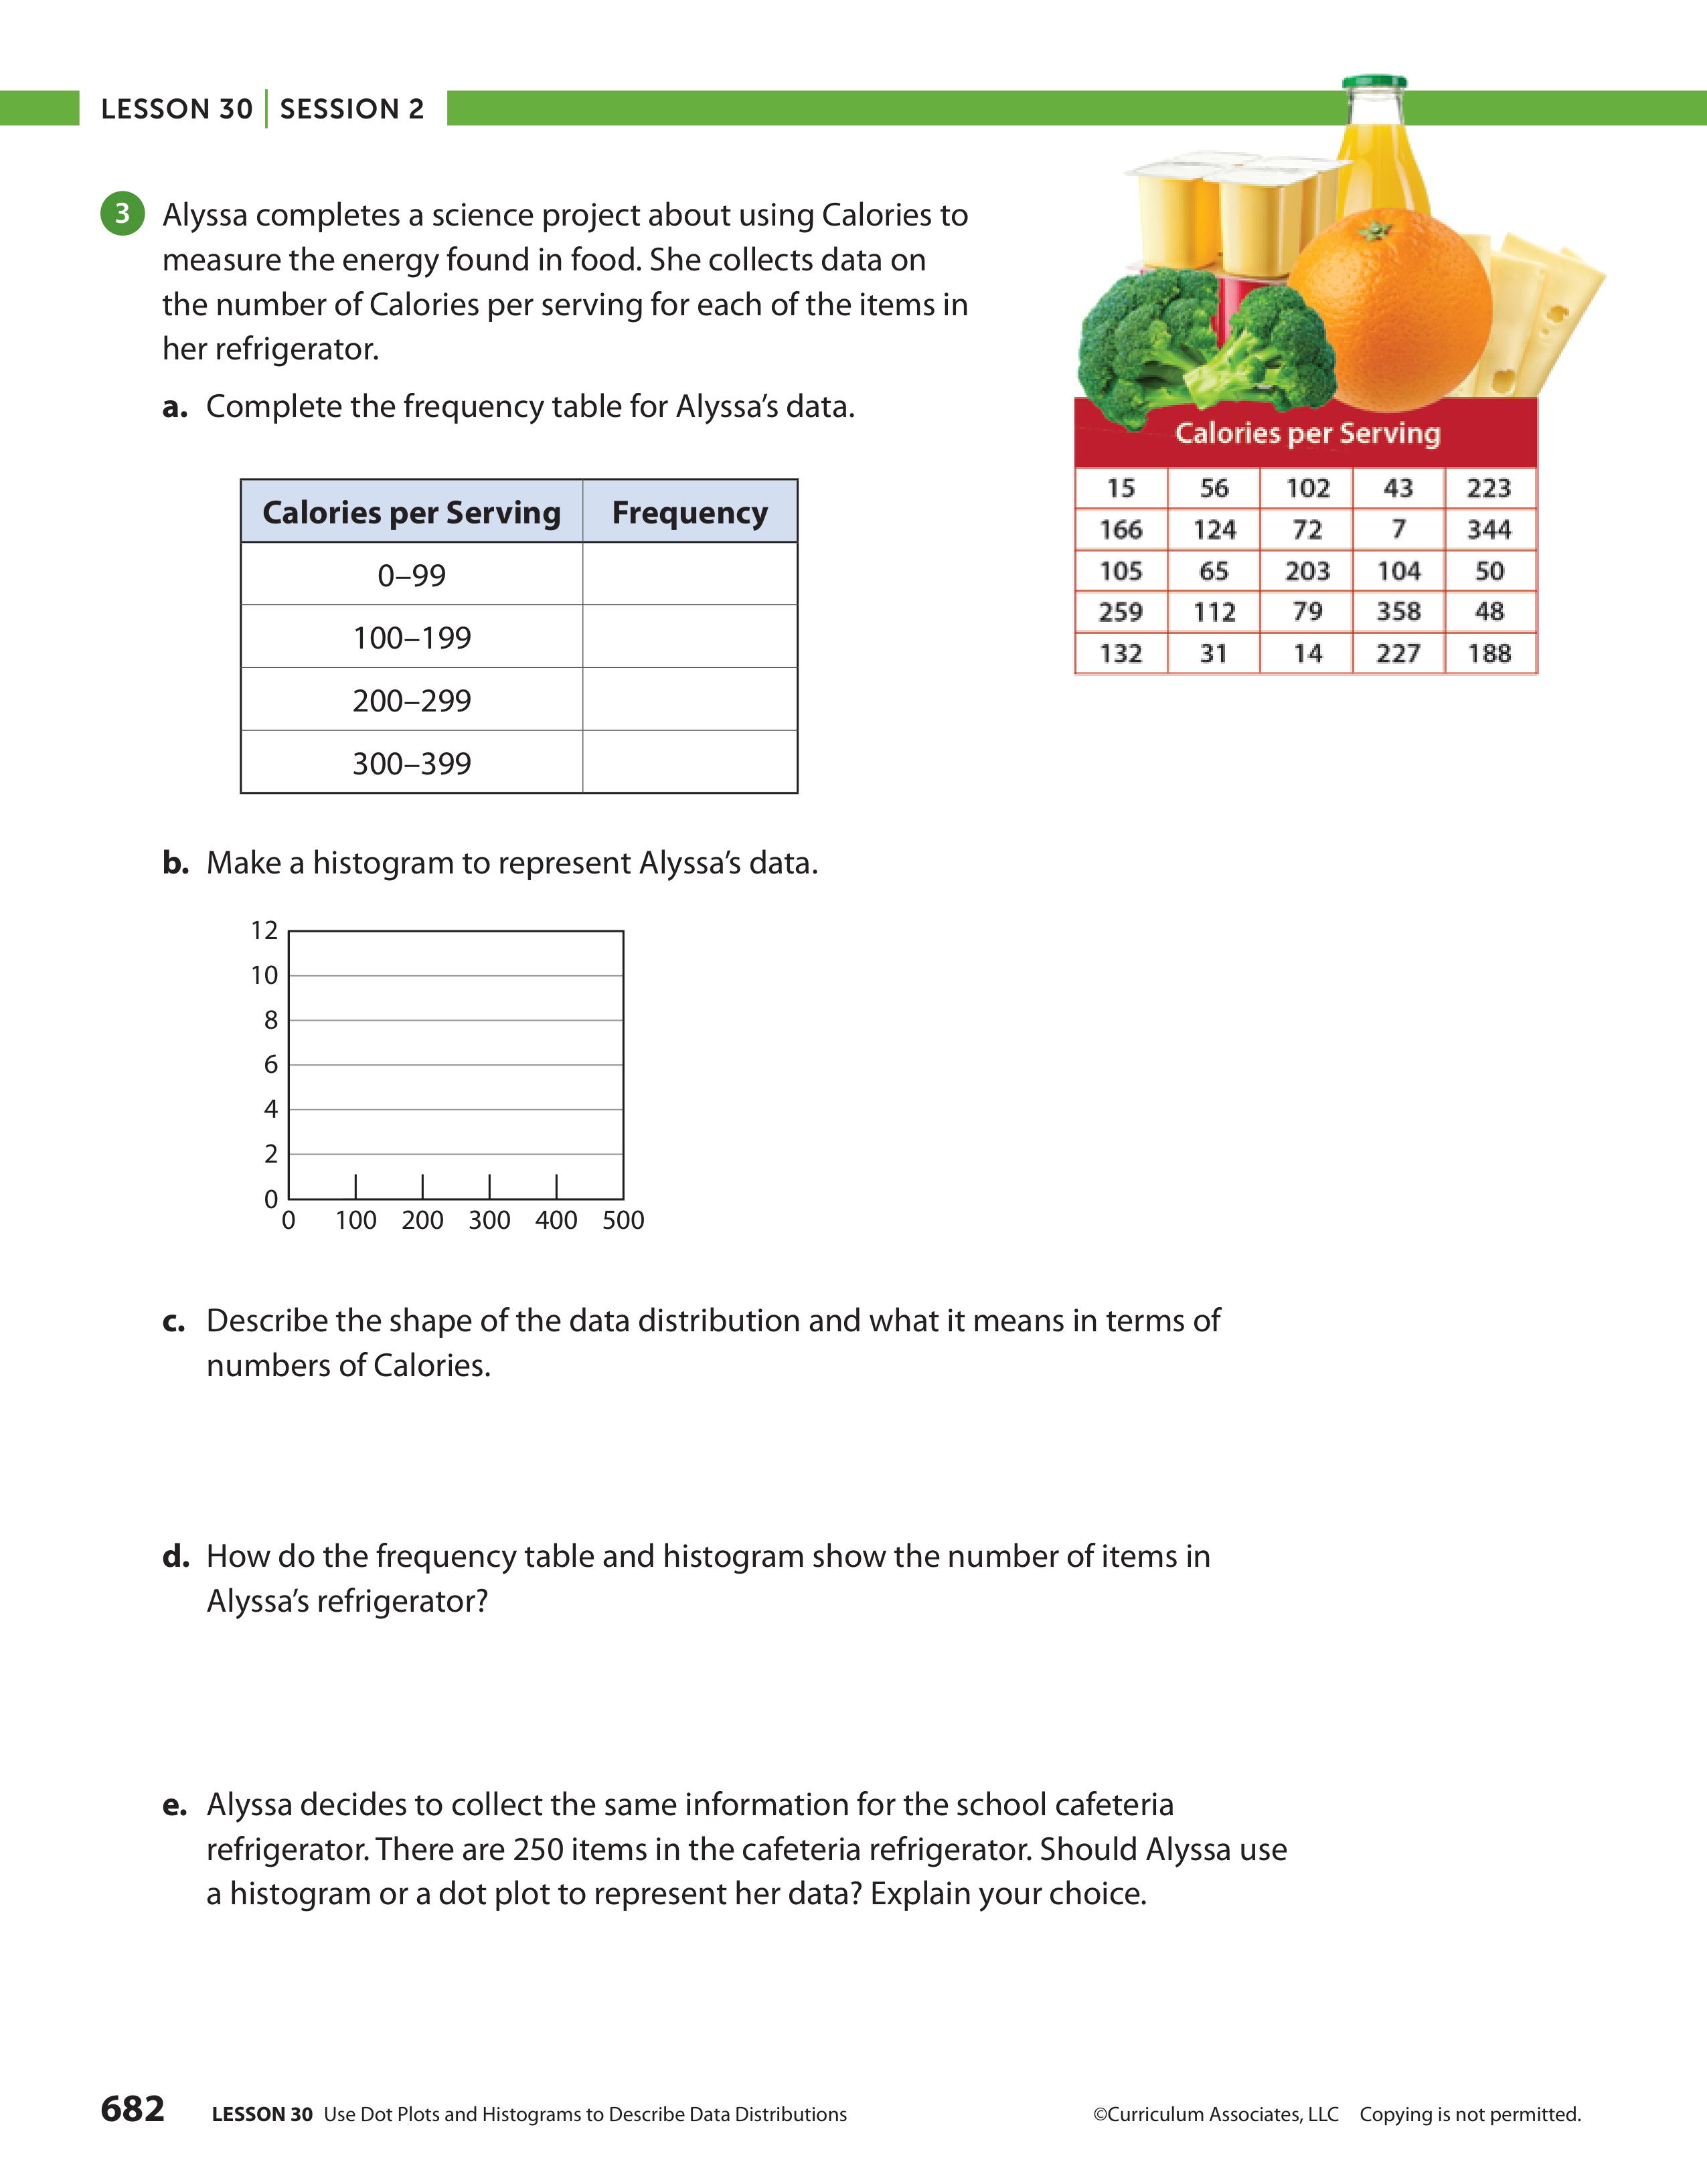 LESSON 30 | SESSION 2
3 Alyssa completes a science project about using Calories to
measure the energy found in food. She collects data on
the number of Calories per serving for each of the items in
her refrigerator.
a. Complete the frequency table for Alyssa's data.
Calories per Serving Frequency
0–99
100–199
200–299
300–399
Calories per Serving
15 56 102 43 223
166 124 72 7 344
105 65 203 104 50
259 112 79 358 48
132 31 14 227 188
b. Make a histogram to represent Alyssa's data.
12
10
8
6
4
2
0
0 100 200 300 400 500
c. Describe the shape of the data distribution and what it means in terms of
numbers of Calories.
d. How do the frequency table and histogram show the number of items in
Alyssa's refrigerator?
e. Alyssa decides to collect the same information for the school cafeteria
refrigerator. There are 250 items in the cafeteria refrigerator. Should Alyssa use
a histogram or a dot plot to represent her data? Explain your choice.
682 LESSON 30 Use Dot Plots and Histograms to Describe Data Distributions ©Curriculum Associates, LLC Copying is not permitted.